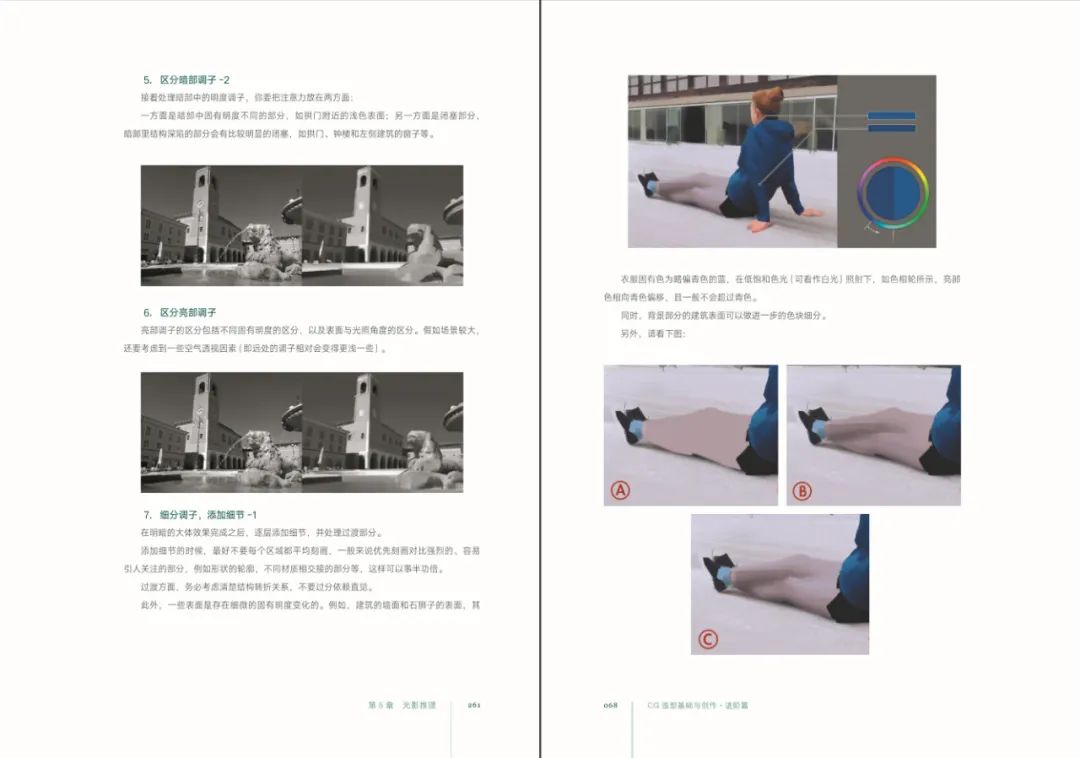 5. 区分暗部调子 -2
接着处理暗部中的明度调子，你要把注意力放在两方面：
一方面是暗部中固有明度不同的部分，如拱门附近的浅色表面；另一方面是闭塞部分，
暗部里结构深陷的部分会有比较明显的闭塞，如拱门、钟楼和左侧建筑的窗子等。
6. 区分亮部调子
亮部调子的区分包括不同固有明度的区分，以及表面与光照角度的区分。假如场景较大，
还要考虑到一些空气透视因素（即远处的调子相对会变得更浅一些）。
7. 细分调子，添加细节 -1
在明暗的大体效果完成之后，逐层添加细节，并处理过渡部分。
添加细节的时候，最好不要每个区域都平均刻画，一般来说优先刻画对比强烈的、容易
引人关注的部分，例如形状的轮廓，不同材质相交接的部分等，这样可以事半功倍。
过渡方面，务必考虑清楚结构转折关系，不要过分依赖直觉。
此外，一些表面是存在细微的固有明度变化的。例如，建筑的墙面和石狮子的表面，其
第 5 章 光影推理 261
衣服固有色为略偏青色的蓝，在低饱和色光（可看作白光）照射下，如色相轮所示，亮部
色相向青色偏移，且一般不会超过青色。
同时，背景部分的建筑表面可以做进一步的色块细分。
另外，请看下图：
A
B
C
068 CG 造型基础与创作·进阶篇